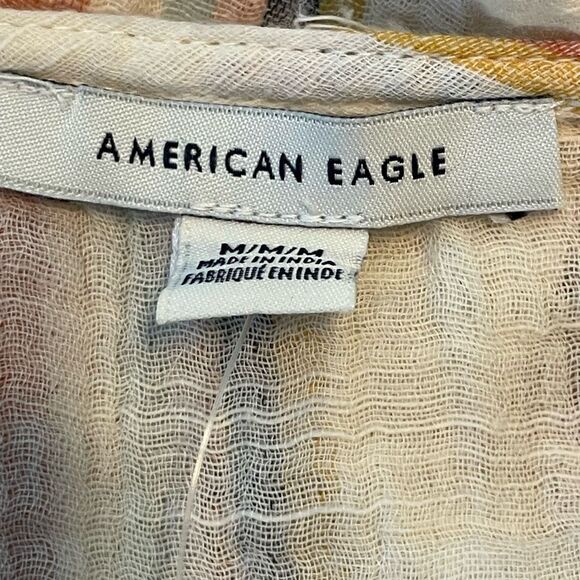 AMERICAN EAGLE
M/M/M
MADE IN INDIA
FABRIQUÉ EN INDE